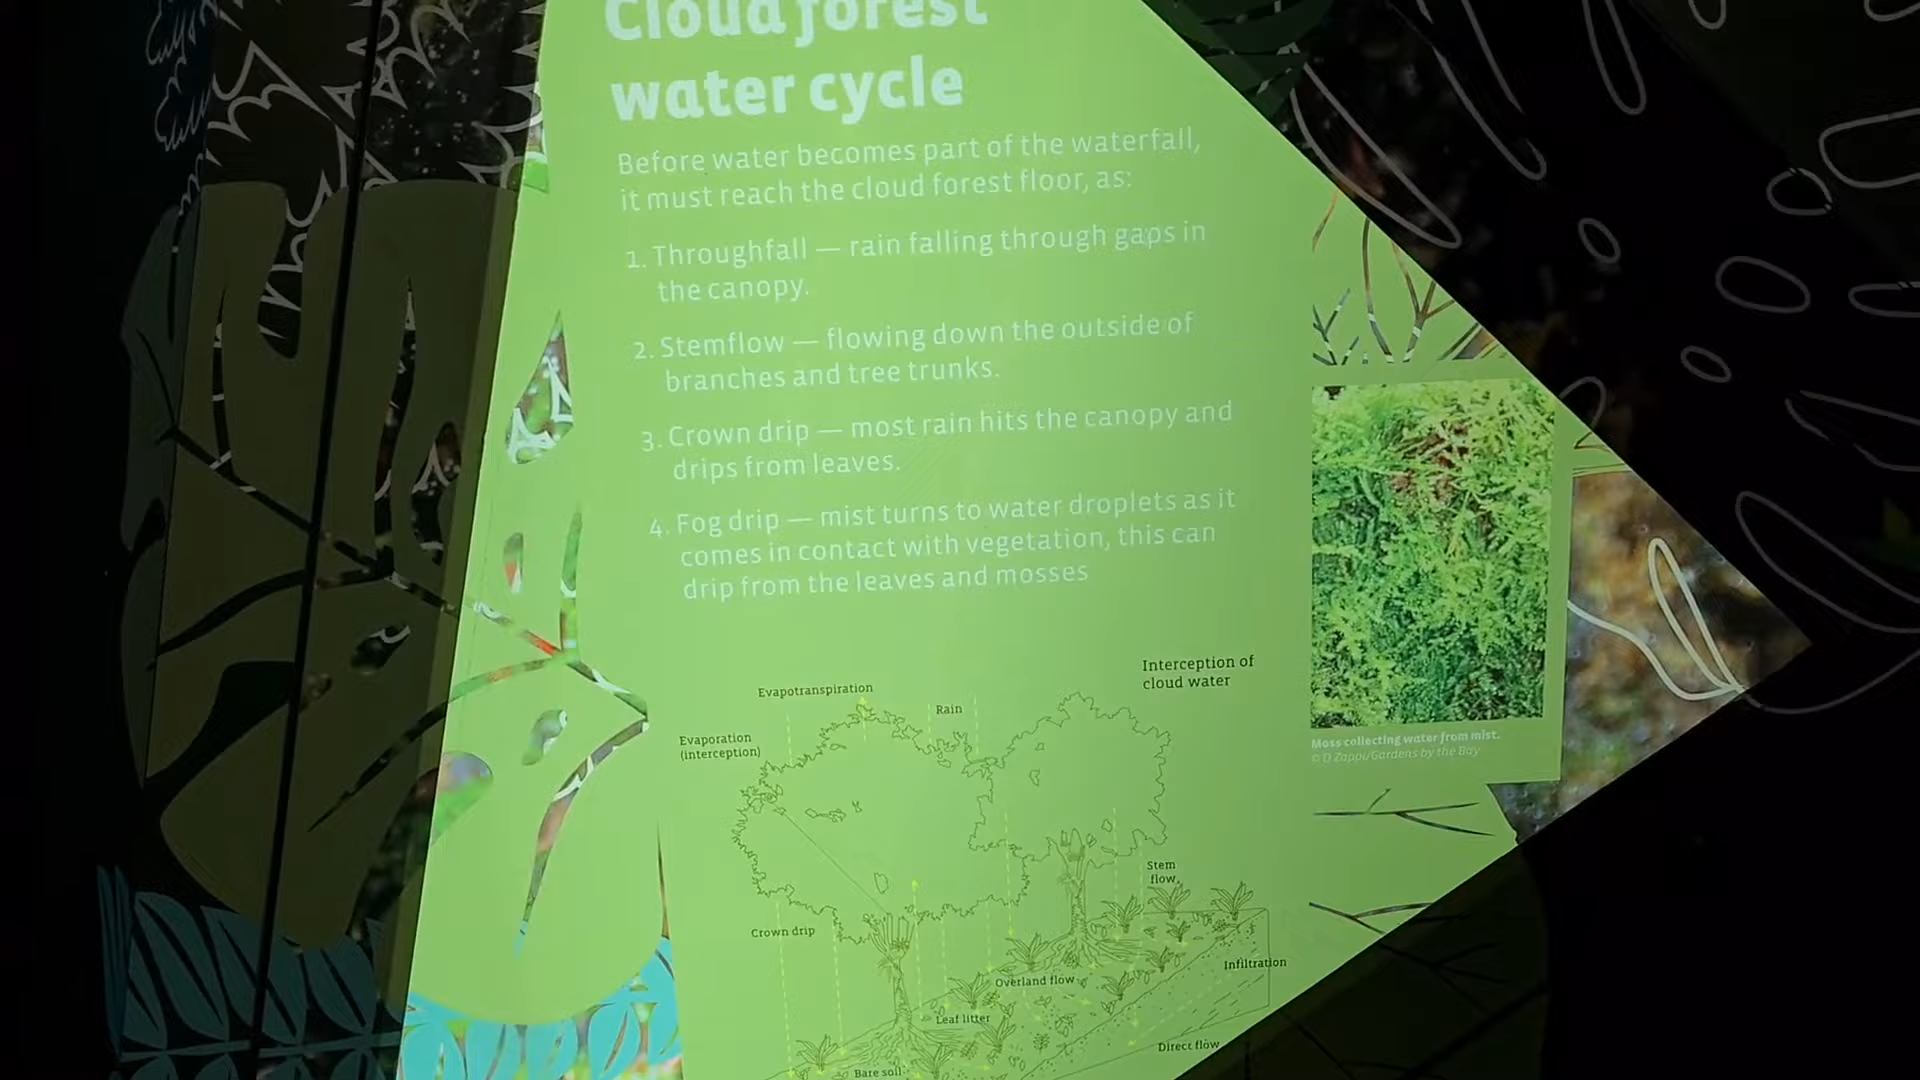 Cloud forest
water cycle
Before water becomes part of the waterfall,
it must reach the cloud forest floor, as:
1. Throughfall — rain falling through gaps in
the canopy.
2. Stemflow — flowing down the outside of
branches and tree trunks.
3. Crown drip — most rain hits the canopy and
drips from leaves.
4. Fog drip — mist turns to water droplets as it
comes in contact with vegetation, this can
drip from the leaves and mosses
Interception of
cloud water
Evapotranspiration
Rain
Evaporation
(interception)
Moss collecting water from mist.
© D Zappi/Gardens by the Bay
Stem
flow
Crown drip
Infiltration
Overland flow
Leaf litter
Direct flow
Bare soil